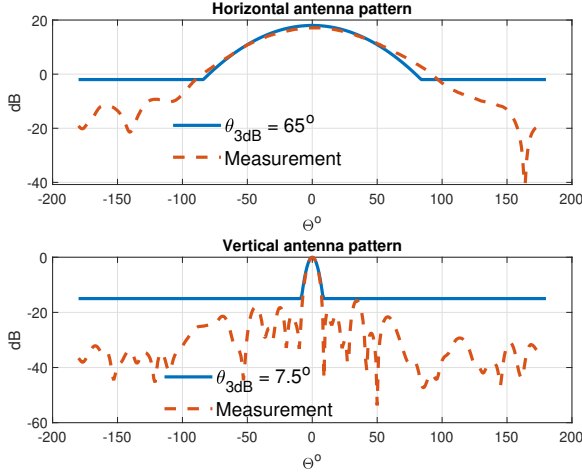 Horizontal antenna pattern
20
0
-20
-40
dB
θ3dB = 65°
Measurement
-200 -150 -100 -50 0 50 100 150 200
Θ°
Vertical antenna pattern
0
-20
-40
-60
dB
θ3dB = 7.5°
Measurement
-200 -150 -100 -50 0 50 100 150 200
Θ°